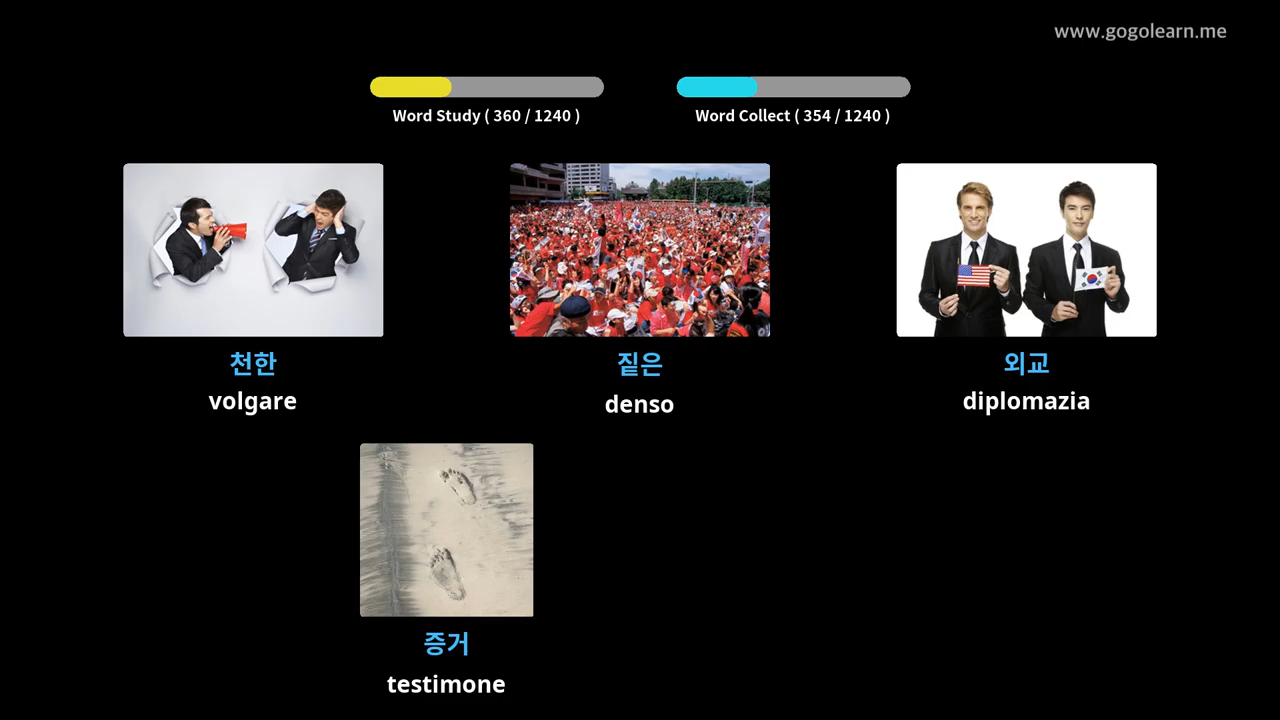 www.gogolearn.me
Word Study ( 360 / 1240 )
Word Collect ( 354 / 1240 )
천한
volgare
짙은
denso
외교
diplomazia
증거
testimone